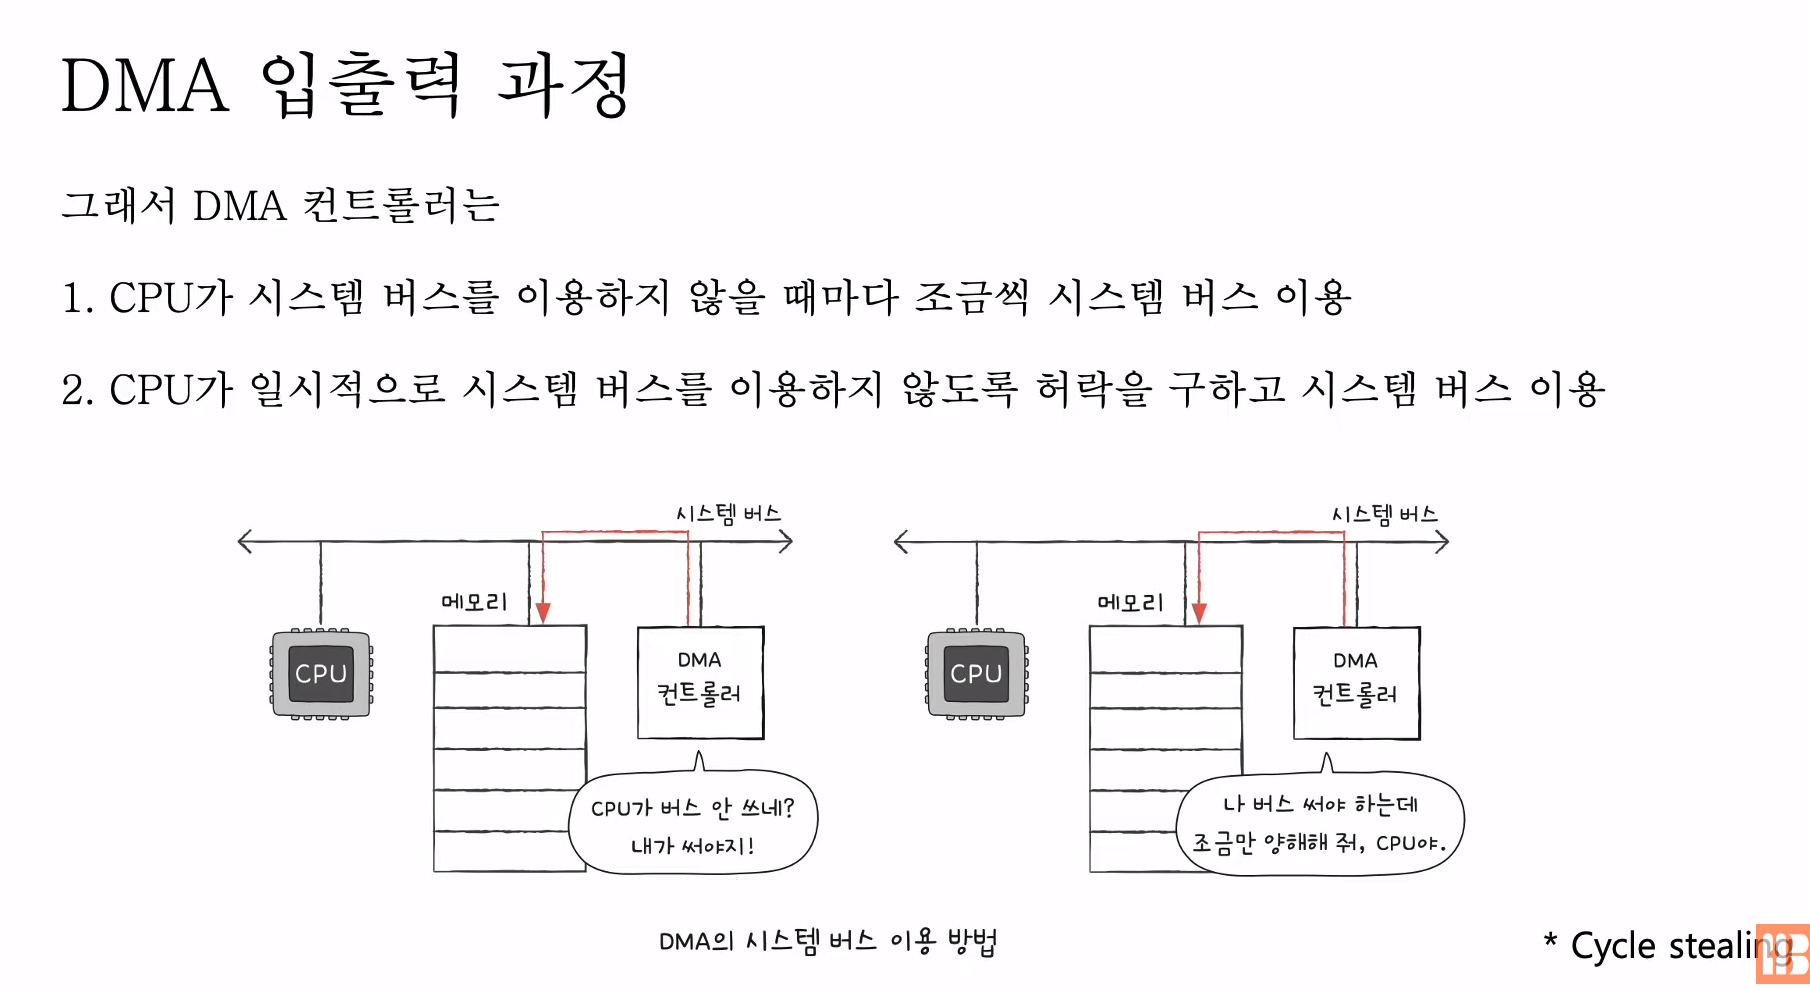 DMA 입출력 과정
그래서 DMA 컨트롤러는
1. CPU가 시스템 버스를 이용하지 않을 때마다 조금씩 시스템 버스 이용
2. CPU가 일시적으로 시스템 버스를 이용하지 않도록 허락을 구하고 시스템 버스 이용
시스템 버스
메모리
CPU
DMA
컨트롤러
CPU가 버스 안 쓰네?
내가 써야지!
시스템 버스
메모리
CPU
DMA
컨트롤러
나 버스 써야 하는데
조금만 양해해 줘, CPU야.
DMA의 시스템 버스 이용 방법
* Cycle stealing